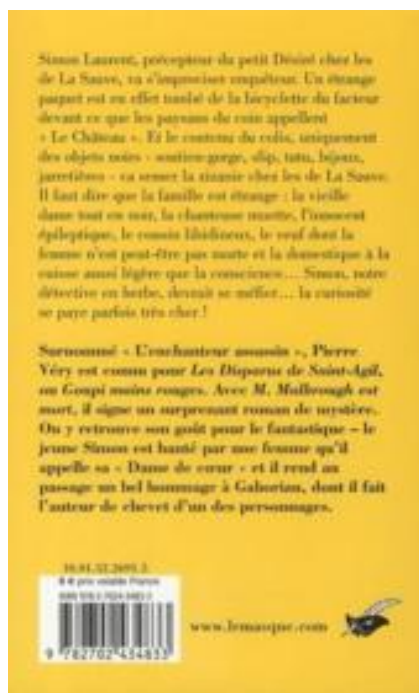 Simon Laurent, précepteur du petit Désiré chez les
de La Sauve, va s'improviser enquêteur. Un étrange
paquet est en effet tombé de la bicyclette du facteur
devant ce que les paysans du coin appellent
« Le Château ». Et le contenu du colis, uniquement
des objets noirs - soutien-gorge, slip, tutu, bijoux,
jarretières - va semer la zizanie chez les de La Sauve.
Il faut dire que la famille est étrange : la vieille
dame tout en noir, la chanteuse muette, l'innocent
épileptique, le cousin libidineux, le veuf dont la
femme n'est peut-être pas morte et la domestique à la
cuisse aussi légère que la conscience... Simon, notre
détective en herbe, devrait se méfier... la curiosité
se paye parfois très cher !
Surnommé « L'enchanteur assassin », Pierre
Véry est connu pour Les Disparus de Saint-Agil,
ou Goupi mains rouges. Avec M. Malbrough est
mort, il signe un surprenant roman de mystère.
On y retrouve son goût pour le fantastique – le
jeune Simon est hanté par une femme qu'il
appelle sa « Dame de cœur » et il rend au
passage un bel hommage à Gaboriau, dont il fait
l'auteur de chevet d'un des personnages.
prix valable France
www.lemasque.com
9 782702 434833